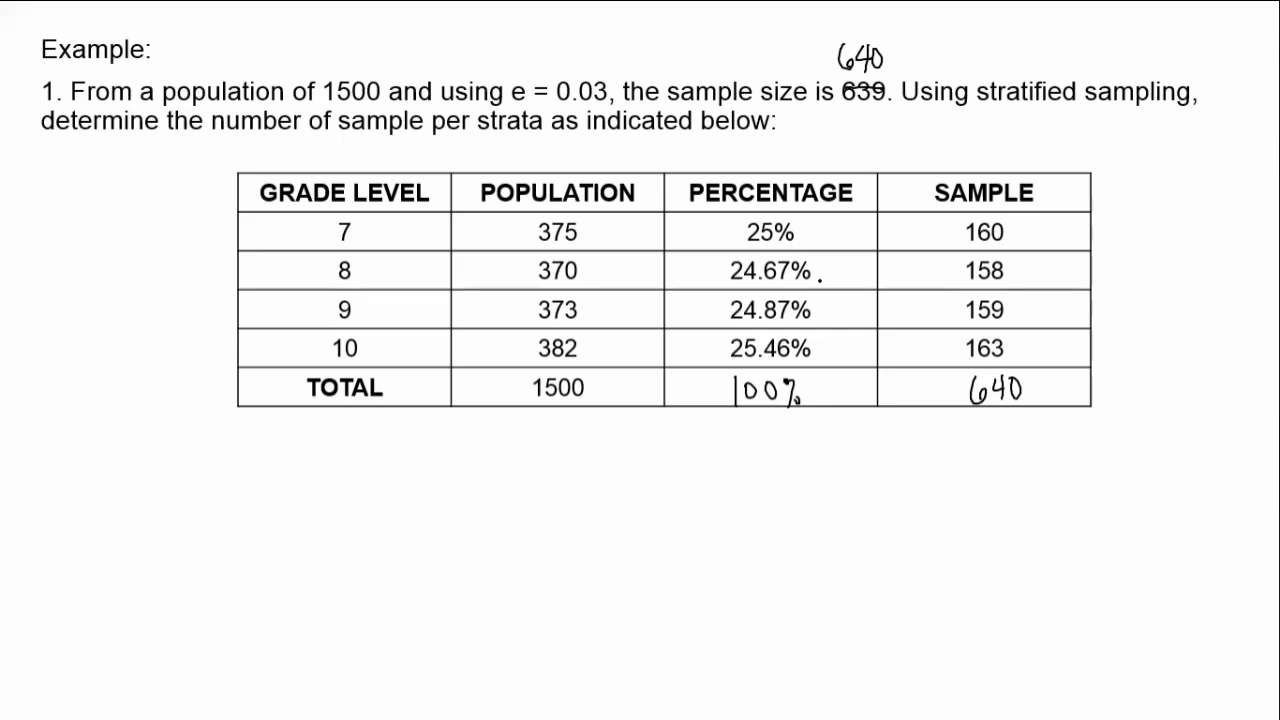 Example:
640
1. From a population of 1500 and using e = 0.03, the sample size is 639. Using stratified sampling,
determine the number of sample per strata as indicated below:
GRADE LEVEL POPULATION PERCENTAGE SAMPLE
7 375 25% 160
8 370 24.67% . 158
9 373 24.87% 159
10 382 25.46% 163
TOTAL 1500 100% 640